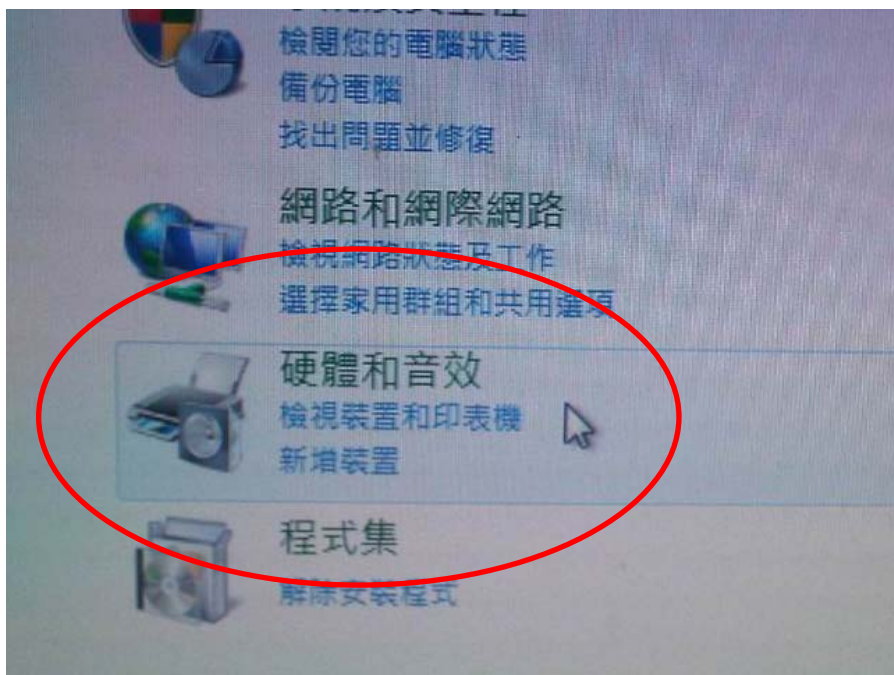 檢閱您的電腦狀態
備份電腦
找出問題並修復
網路和網際網路
檢視網路狀態及工作
選擇家用群組和共用選項
硬體和音效
檢視裝置和印表機
新增裝置
程式集
解除安裝程式